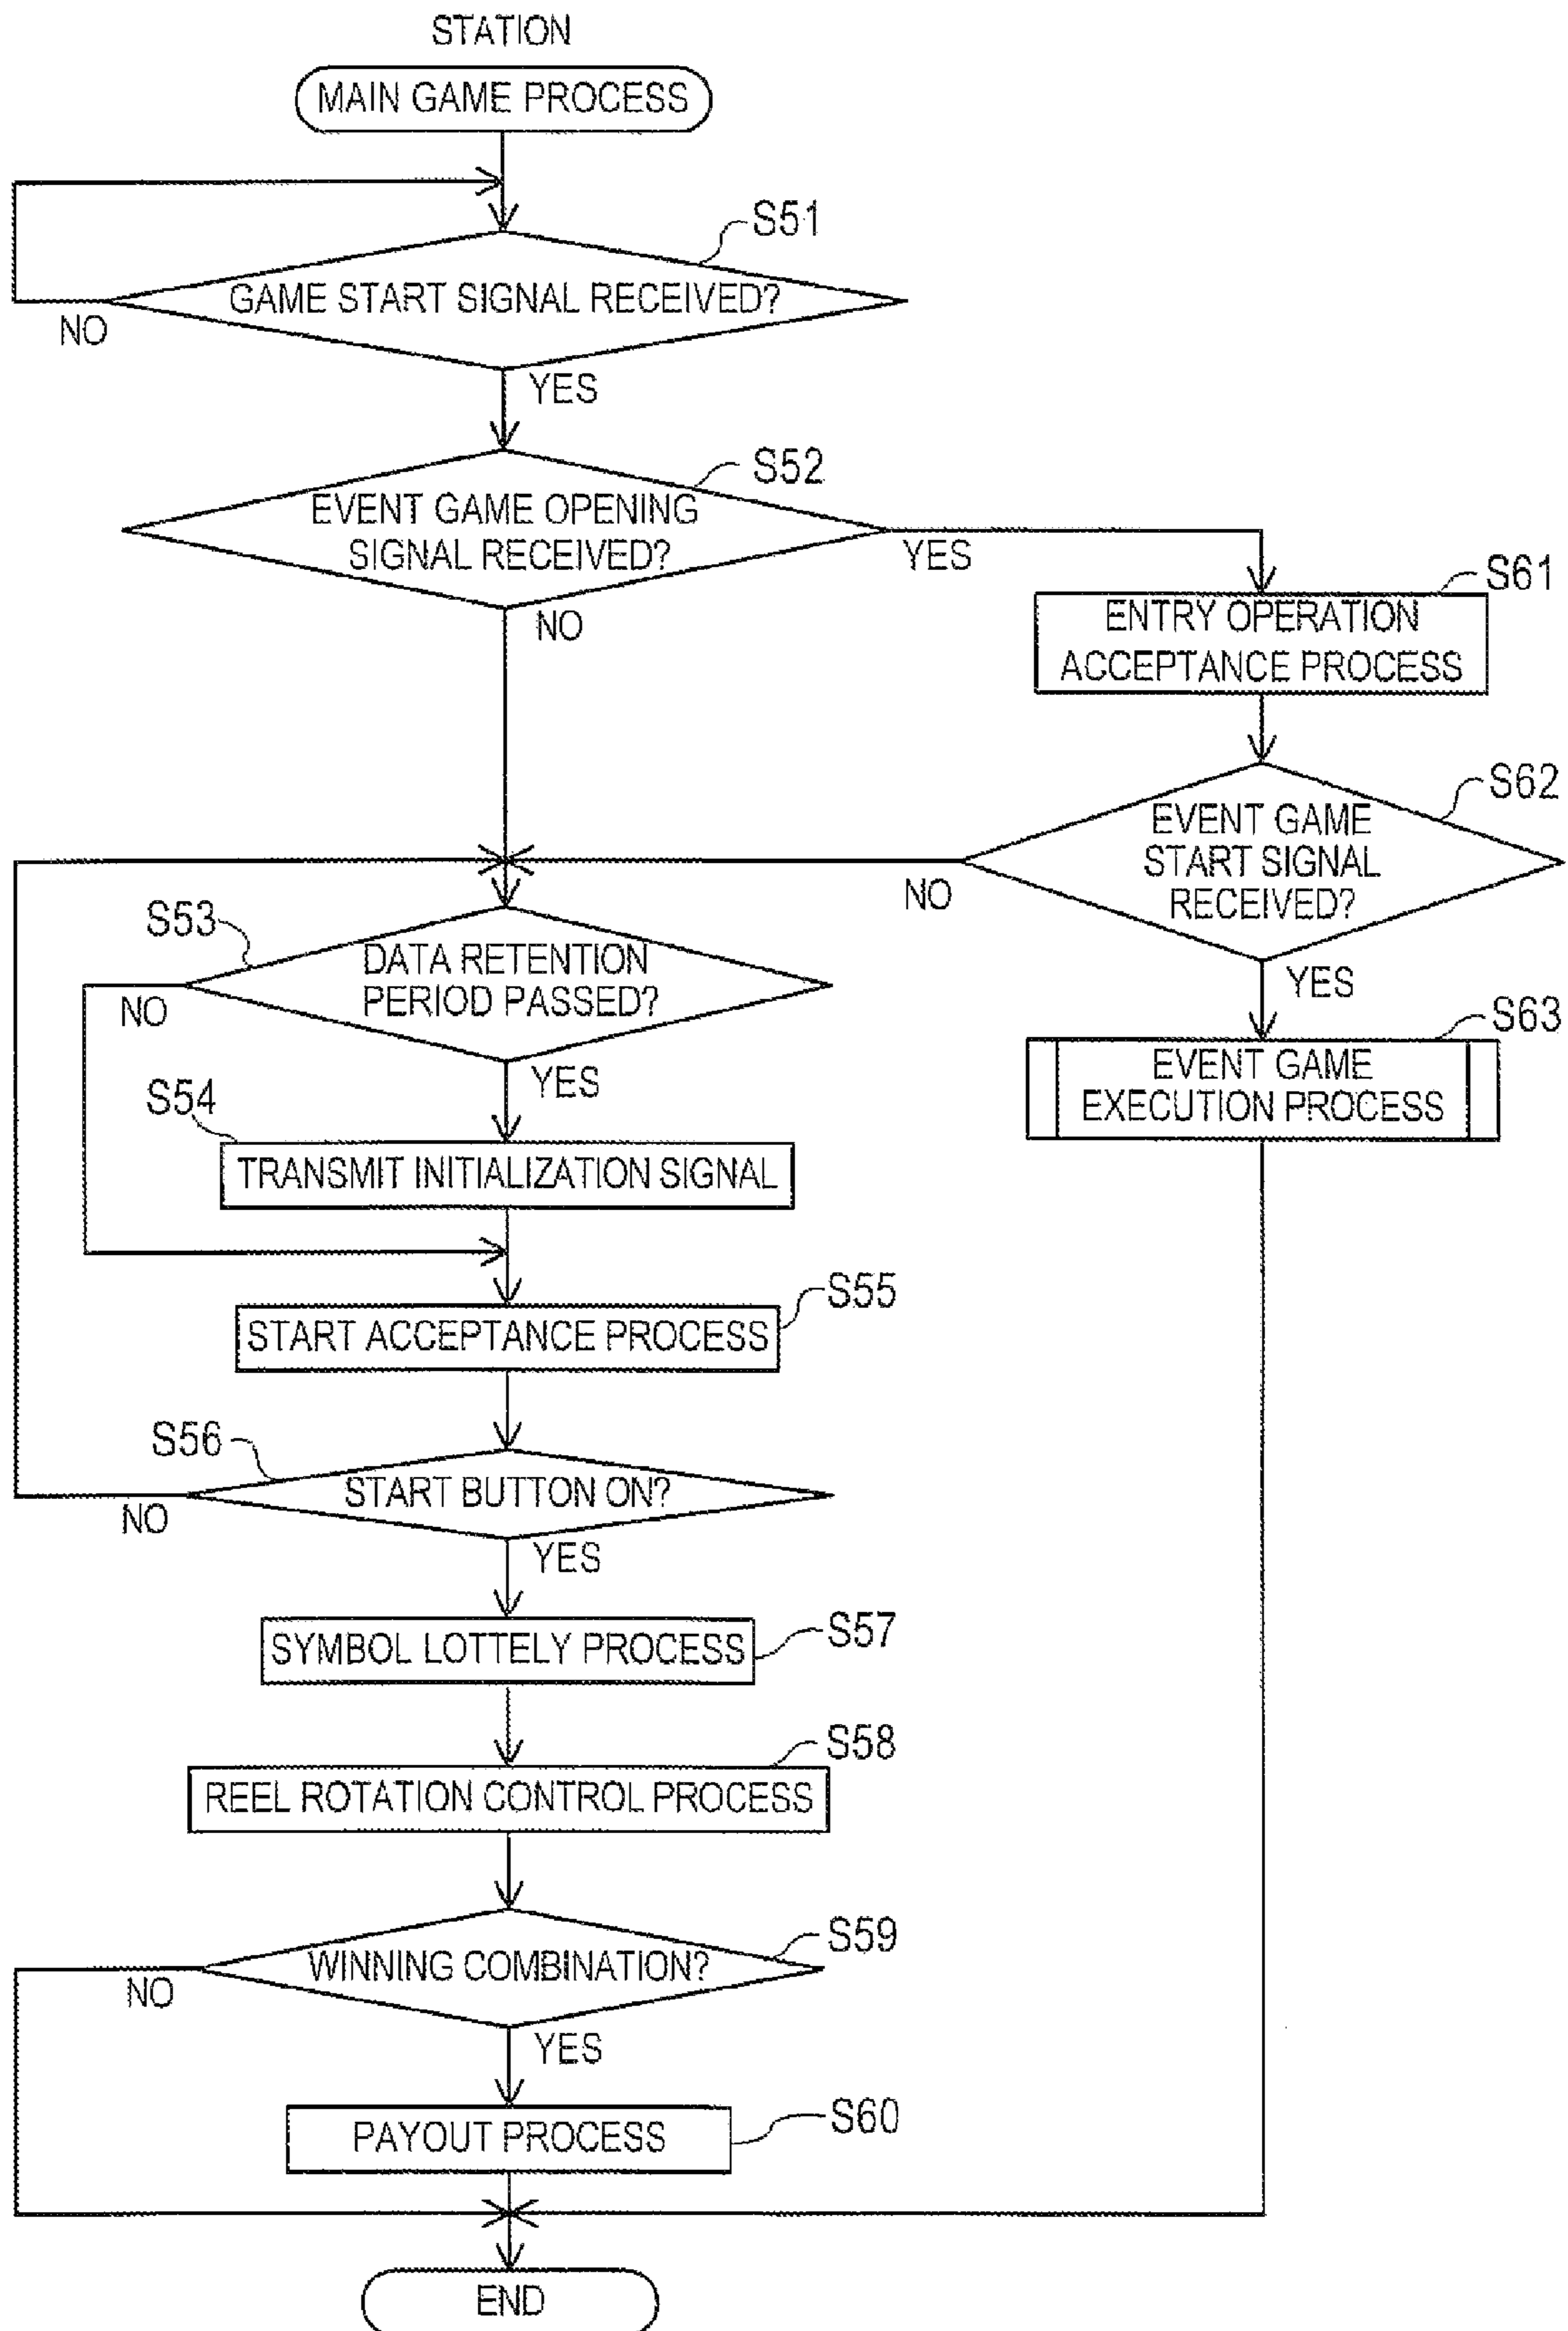 STATION
MAIN GAME PROCESS
S51
GAME START SIGNAL RECEIVED?
NO
YES
S52
EVENT GAME OPENING
SIGNAL RECEIVED?
YES
NO
S61
ENTRY OPERATION
ACCEPTANCE PROCESS
S62
EVENT GAME
START SIGNAL
RECEIVED?
NO
YES
S53
DATA RETENTION
PERIOD PASSED?
NO
YES
S63
EVENT GAME
EXECUTION PROCESS
S54
TRANSMIT INITIALIZATION SIGNAL
S55
START ACCEPTANCE PROCESS
S56
START BUTTON ON?
NO
YES
S57
SYMBOL LOTTELY PROCESS
S58
REEL ROTATION CONTROL PROCESS
S59
WINNING COMBINATION?
NO
YES
S60
PAYOUT PROCESS
END